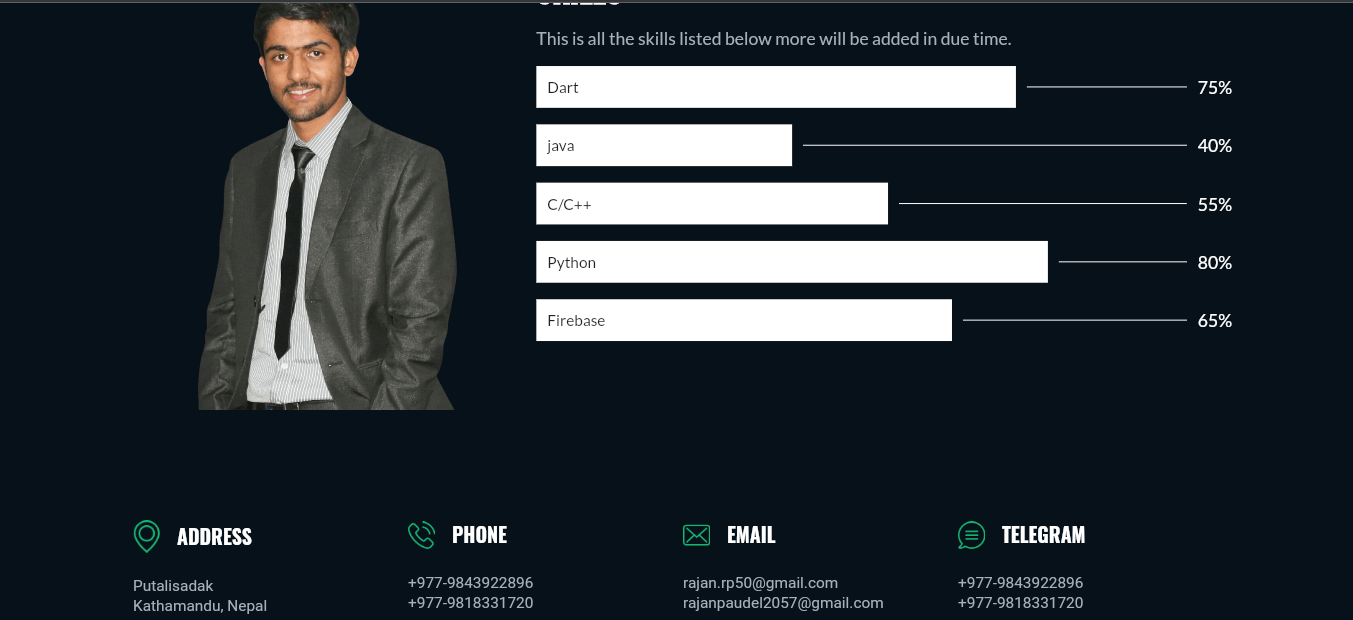 This is all the skills listed below more will be added in due time.
Dart 75%
java 40%
C/C++ 55%
Python 80%
Firebase 65%
ADDRESS
Putalisadak
Kathamandu, Nepal
PHONE
+977-9843922896
+977-9818331720
EMAIL
rajan.rp50@gmail.com
rajanpaudel2057@gmail.com
TELEGRAM
+977-9843922896
+977-9818331720